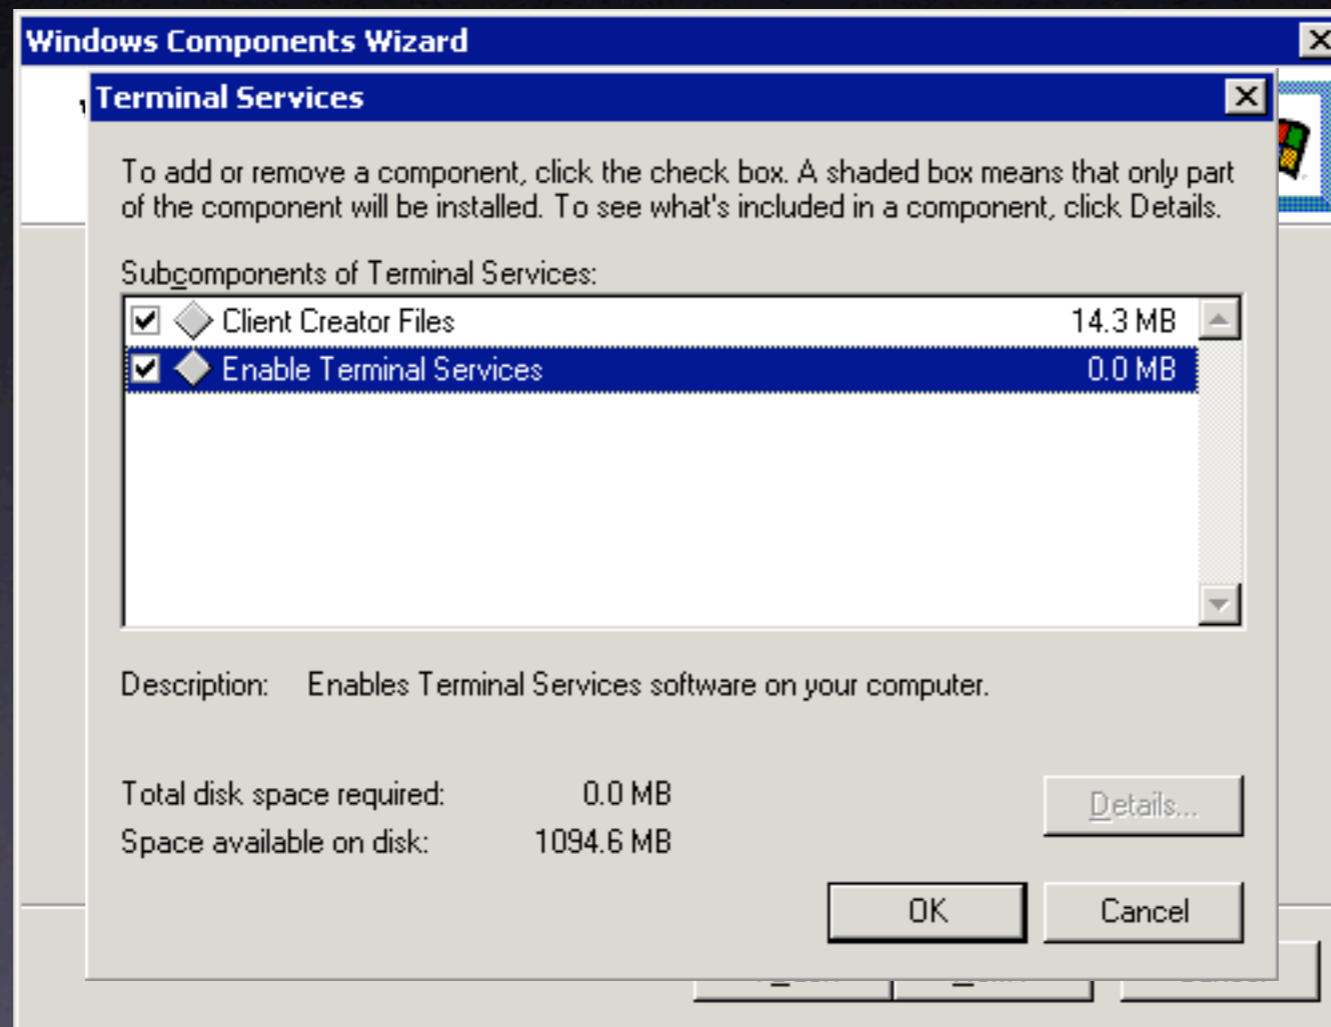 Windows Components Wizard
Terminal Services
To add or remove a component, click the check box. A shaded box means that only part
of the component will be installed. To see what's included in a component, click Details.
Subcomponents of Terminal Services:
Client Creator Files 14.3 MB
Enable Terminal Services 0.0 MB
Description: Enables Terminal Services software on your computer.
Total disk space required: 0.0 MB
Space available on disk: 1094.6 MB
Details...
OK Cancel